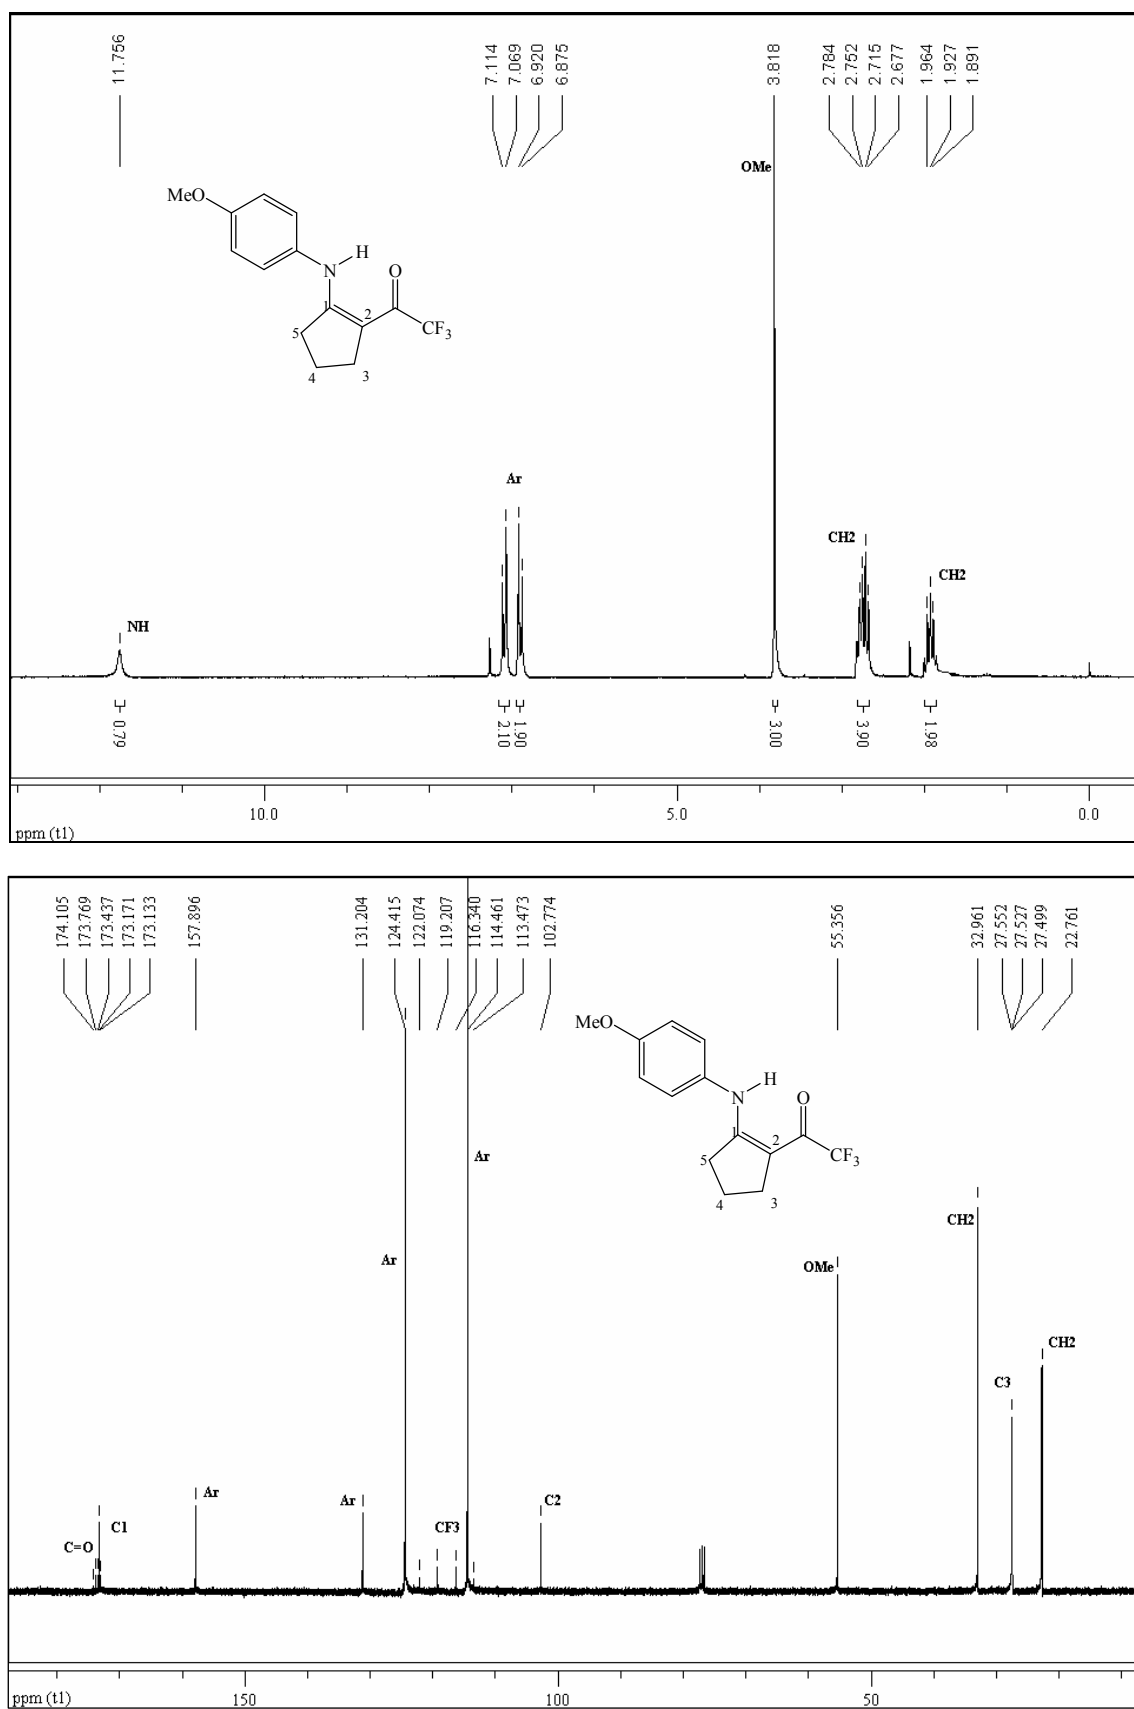 11.756
7.114
7.069
6.920
6.875
3.818
2.784
2.752
2.715
2.677
1.964
1.927
1.891
OMe
MeO
H
N
O
1
2
CF3
5
4
3
Ar
CH2
CH2
NH
0.79
2.10
1.90
3.00
3.90
1.98
10.0
5.0
0.0
ppm (t1)
174.105
173.769
173.437
173.171
173.133
157.896
131.204
124.415
122.074
119.207
116.340
114.461
113.473
102.774
55.356
32.961
27.552
27.527
27.499
22.761
MeO
H
N
O
1
2
CF3
5
4
3
Ar
CH2
Ar
OMe
CH2
C3
Ar
Ar
C2
C1
CF3
C=O
150
100
50
ppm (t1)